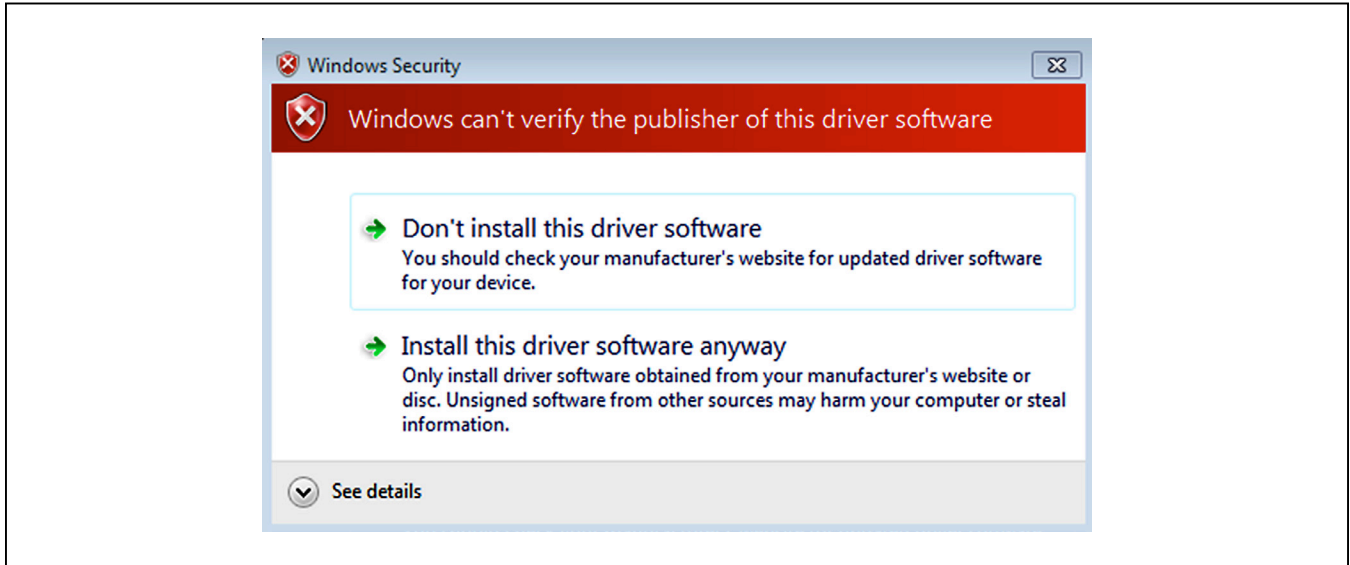 Windows Security
Windows can't verify the publisher of this driver software
Don't install this driver software
You should check your manufacturer's website for updated driver software
for your device.
Install this driver software anyway
Only install driver software obtained from your manufacturer's website or
disc. Unsigned software from other sources may harm your computer or steal
information.
See details